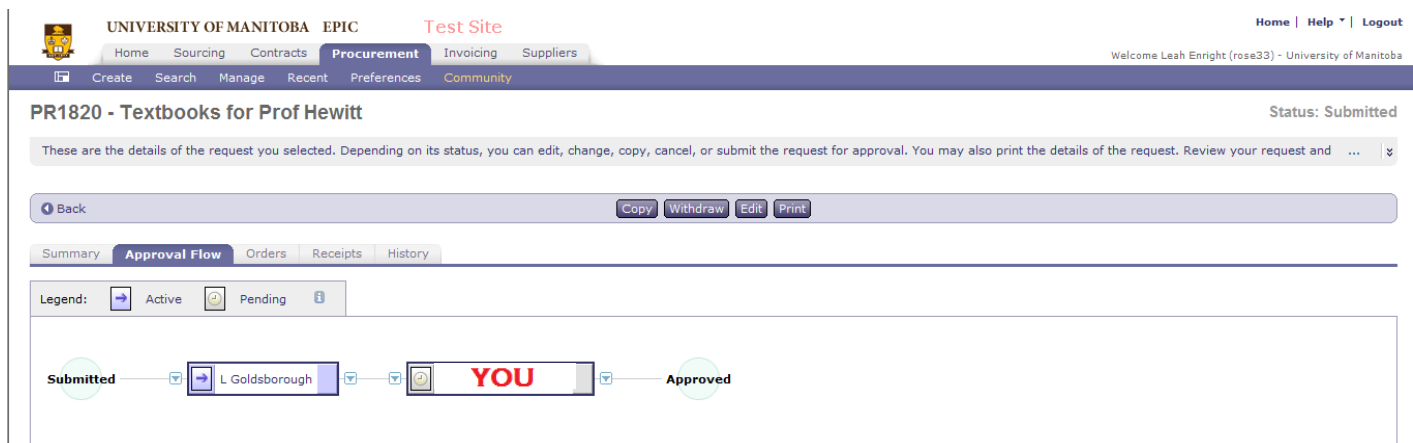 UNIVERSITY OF MANITOBA EPIC Test Site
Home | Help | Logout
Home Sourcing Contracts Procurement Invoicing Suppliers
Welcome Leah Enright (rose33) - University of Manitoba
Create Search Manage Recent Preferences Community
PR1820 - Textbooks for Prof Hewitt
Status: Submitted
These are the details of the request you selected. Depending on its status, you can edit, change, copy, cancel, or submit the request for approval. You may also print the details of the request. Review your request and ...
Back
Copy Withdraw Edit Print
Summary Approval Flow Orders Receipts History
Legend: Active Pending
Submitted L Goldsborough YOU Approved